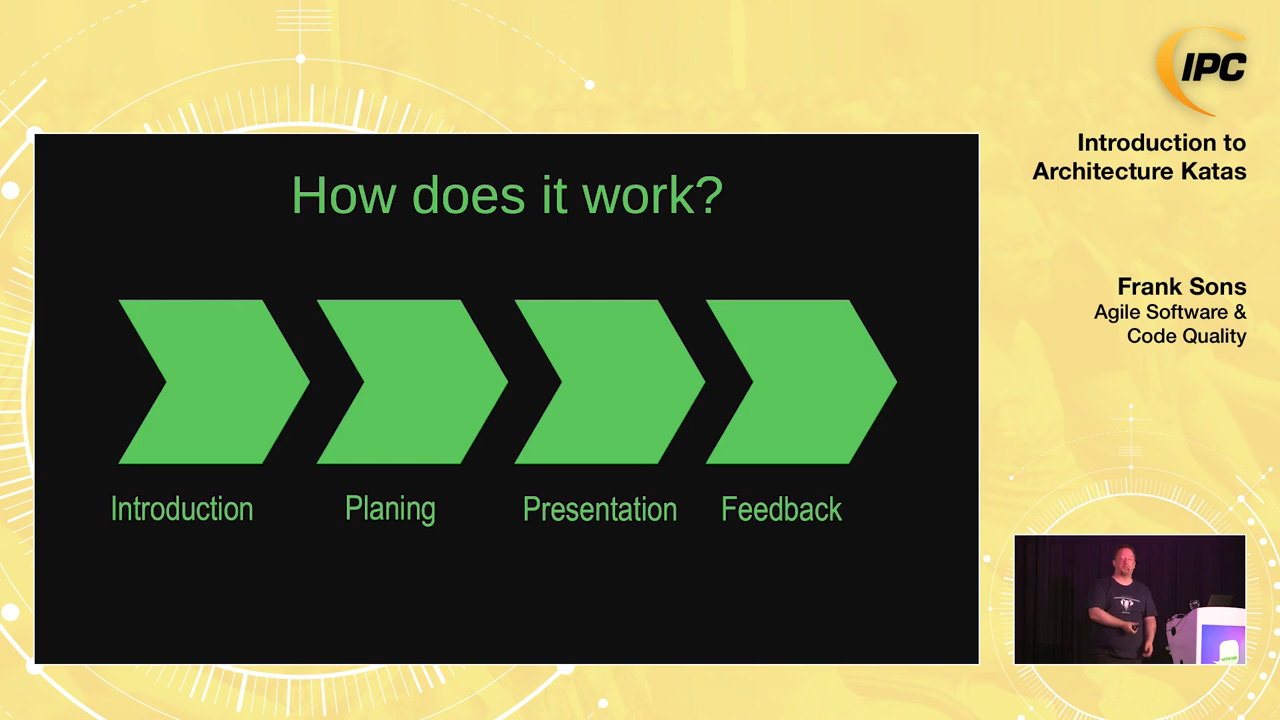 IPC
Introduction to
Architecture Katas
Frank Sons
Agile Software &
Code Quality
How does it work?
Introduction
Planing
Presentation
Feedback